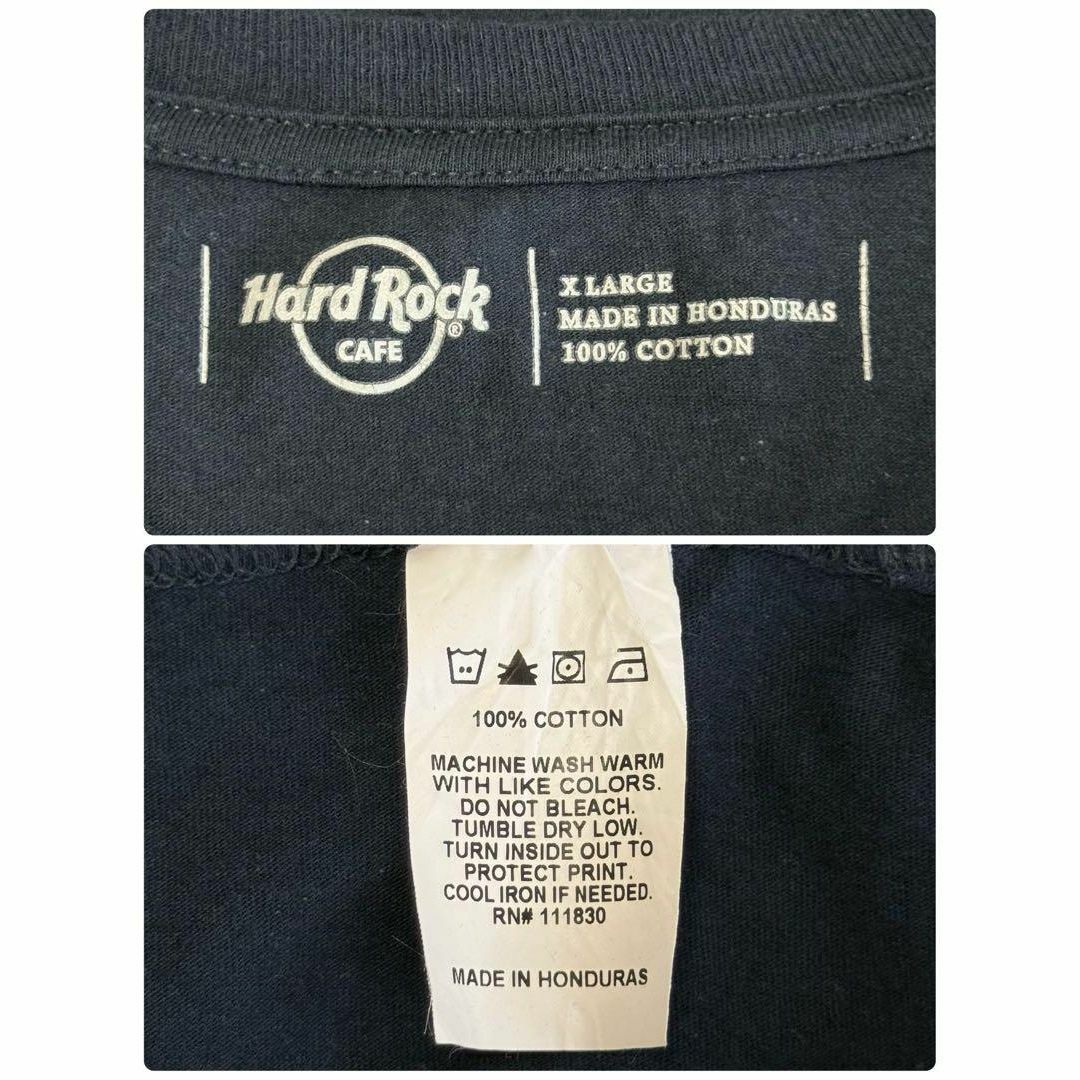 Hard Rock
CAFE
®
X LARGE
MADE IN HONDURAS
100% COTTON
100% COTTON
MACHINE WASH WARM
WITH LIKE COLORS.
DO NOT BLEACH.
TUMBLE DRY LOW.
TURN INSIDE OUT TO
PROTECT PRINT.
COOL IRON IF NEEDED.
RN# 111830
MADE IN HONDURAS